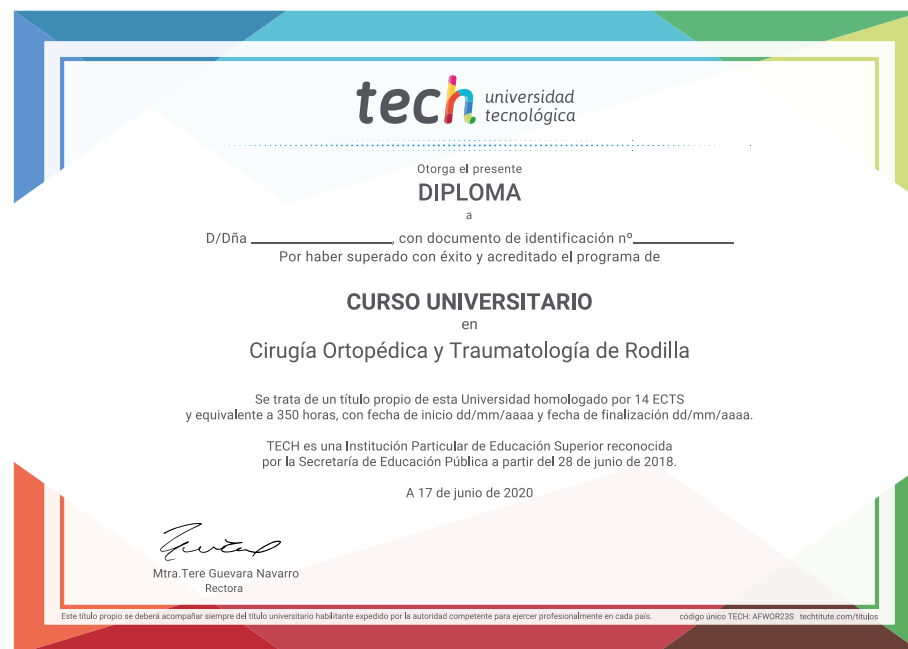 tech universidad
tecnológica
Otorga el presente
DIPLOMA
a
D/Dña ____________________, con documento de identificación nº______________
Por haber superado con éxito y acreditado el programa de
CURSO UNIVERSITARIO
en
Cirugía Ortopédica y Traumatología de Rodilla
Se trata de un título propio de esta Universidad homologado por 14 ECTS
y equivalente a 350 horas, con fecha de inicio dd/mm/aaaa y fecha de finalización dd/mm/aaaa.
TECH es una Institución Particular de Educación Superior reconocida
por la Secretaría de Educación Pública a partir del 28 de junio de 2018.
A 17 de junio de 2020
Mtra.Tere Guevara Navarro
Rectora
Este título propio se deberá acompañar siempre del título universitario habilitante expedido por la autoridad competente para ejercer profesionalmente en cada país. código único TECH: AFWOR23S techtitute.com/titulos